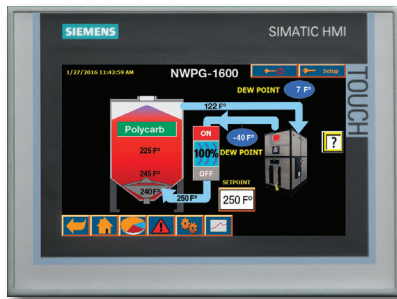 SIEMENS
SIMATIC HMI
TOUCH
1/27/2016 11:42:59 AM
NWPG-1600
Setup
DEW POINT
7 F°
122 F°
Polycarb
ON
-40 F°
DEW POINT
225 F°
100%
?
245 F°
OFF
240F°
SETPOINT
250 F°
250 F°